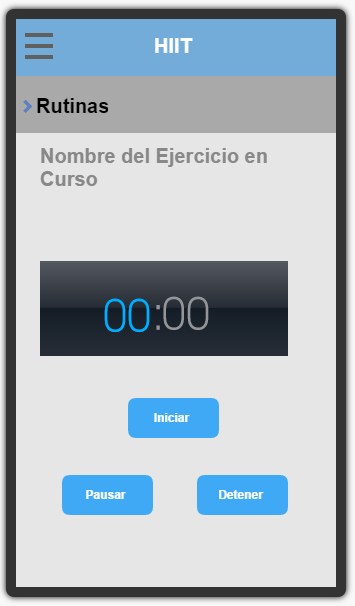 HIIT
Rutinas
Nombre del Ejercicio en
Curso
00:00
Iniciar
Pausar
Detener